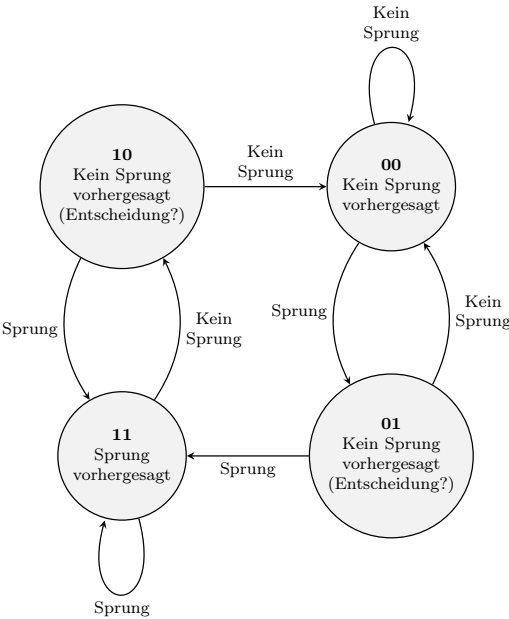 Kein
Sprung
10
Kein Sprung
vorhergesagt
(Entscheidung?)
Kein
Sprung
00
Kein Sprung
vorhergesagt
Sprung
Kein
Sprung
Sprung
Kein
Sprung
11
Sprung
vorhergesagt
Sprung
01
Kein Sprung
vorhergesagt
(Entscheidung?)
Sprung